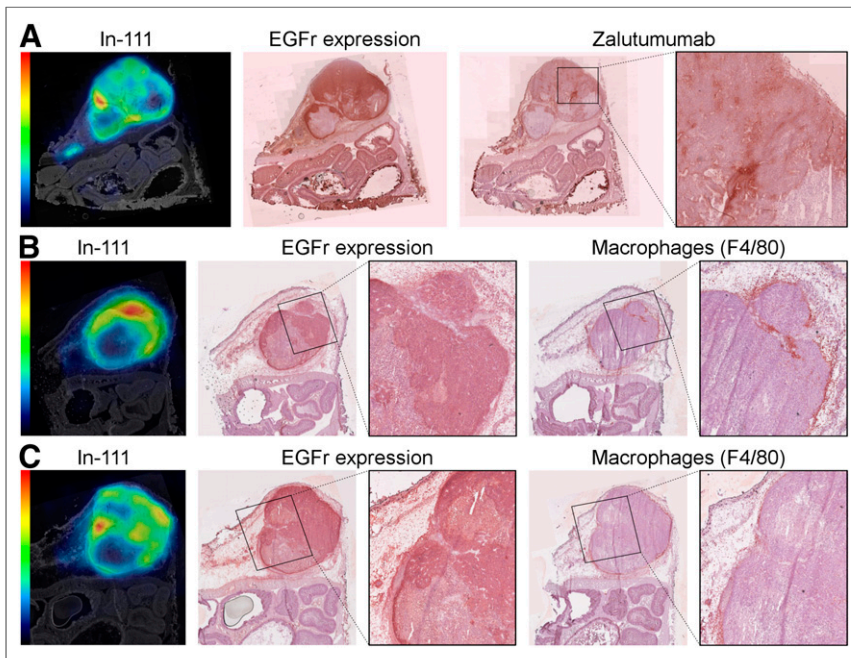 A
In-111
EGFr expression
Zalutumumab
B
In-111
EGFr expression
Macrophages (F4/80)
C
In-111
EGFr expression
Macrophages (F4/80)